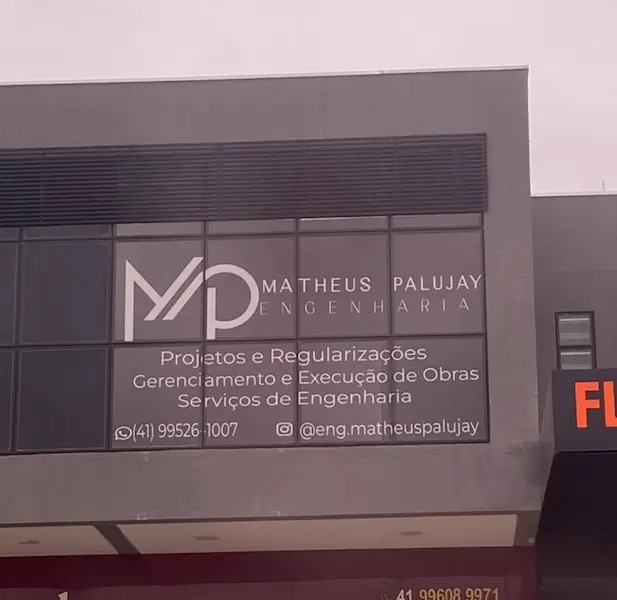 MP MATHEUS PALUJAY
ENGENHARIA
Projetos e Regularizações
Gerenciamento e Execução de Obras
Serviços de Engenharia
(41) 99526-1007 @eng.matheuspalujay
FL
41 99608.9971